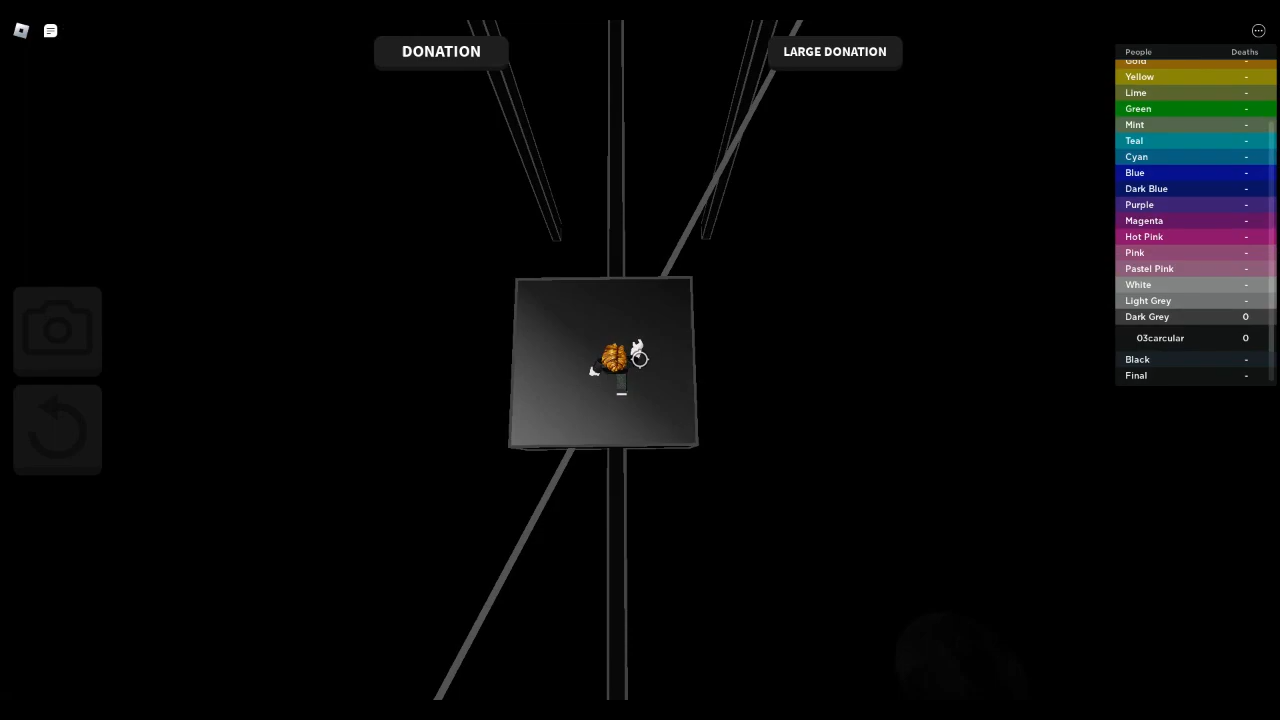 DONATION
LARGE DONATION
People Deaths
Gold -
Yellow -
Lime -
Green -
Mint -
Teal -
Cyan -
Blue -
Dark Blue -
Purple -
Magenta -
Hot Pink -
Pink -
Pastel Pink -
White -
Light Grey -
Dark Grey 0
03carcular 0
Black -
Final -